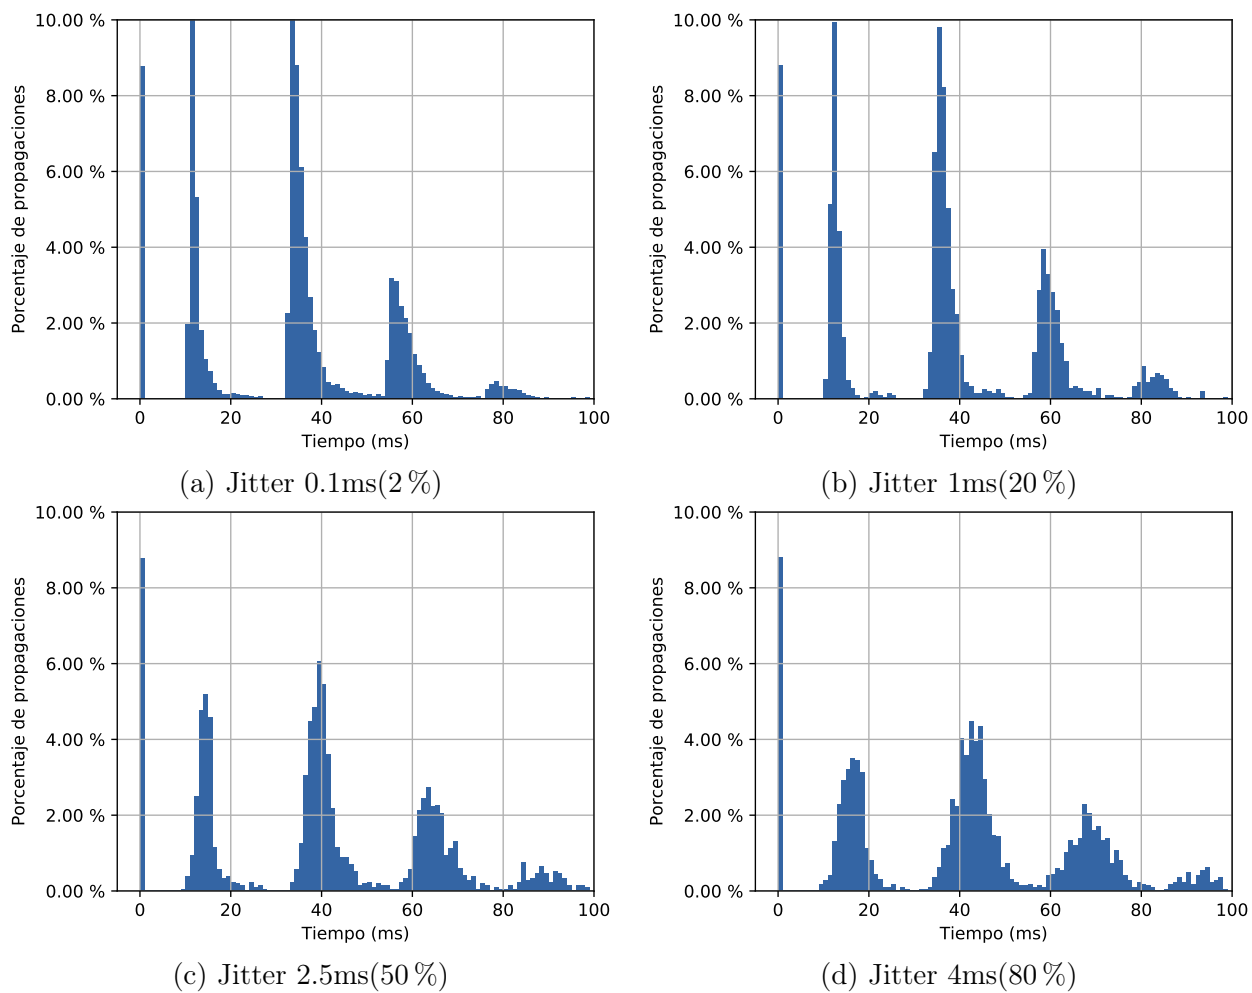 10.00 %
8.00 %
6.00 %
4.00 %
2.00 %
0.00 %
Porcentaje de propagaciones
0 20 40 60 80 100
Tiempo (ms)
(a) Jitter 0.1ms(2 %)
10.00 %
8.00 %
6.00 %
4.00 %
2.00 %
0.00 %
Porcentaje de propagaciones
0 20 40 60 80 100
Tiempo (ms)
(b) Jitter 1ms(20 %)
10.00 %
8.00 %
6.00 %
4.00 %
2.00 %
0.00 %
Porcentaje de propagaciones
0 20 40 60 80 100
Tiempo (ms)
(c) Jitter 2.5ms(50 %)
10.00 %
8.00 %
6.00 %
4.00 %
2.00 %
0.00 %
Porcentaje de propagaciones
0 20 40 60 80 100
Tiempo (ms)
(d) Jitter 4ms(80 %)